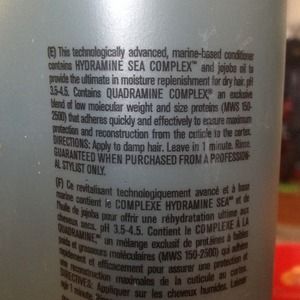 (E) This technologically advanced, marine-based conditioner
contains HYDRAMINE SEA COMPLEX™ and jojoba oil to
provide the ultimate in moisture replenishment for dry hair, pH
3.5-4.5. Contains QUADRAMINE COMPLEX® an exclusive
blend of low molecular weight and size proteins (MWS 150-
2500) that adheres quickly and effectively to ensure maximum
protection and reconstruction from the cuticle to the cortex.
DIRECTIONS: Apply to damp hair. Leave in 1 minute. Rinse.
GUARANTEED WHEN PURCHASED FROM A PROFESSION-
AL STYLIST ONLY.
(F) Ce revitalisant technologiquement avancé et à base
marine contient le COMPLEXE HYDRAMINE SEA™ et de
l'huile de jojoba pour offrir une réhydratation ultime aux
cheveux secs. pH 3.5-4.5. Contient le COMPLEXE À LA
QUADRAMINE™ un mélange exclusif de protéines à faibles
poids et grosseurs moléculaires (MWS 150-2500) qui adhère
rapidement et efficacement pour assurer une protection et
une reconstruction maximales de la cuticule au cortex.
DIRECTIVES: Appliquer sur les cheveux humides. Laisser
1 minute.